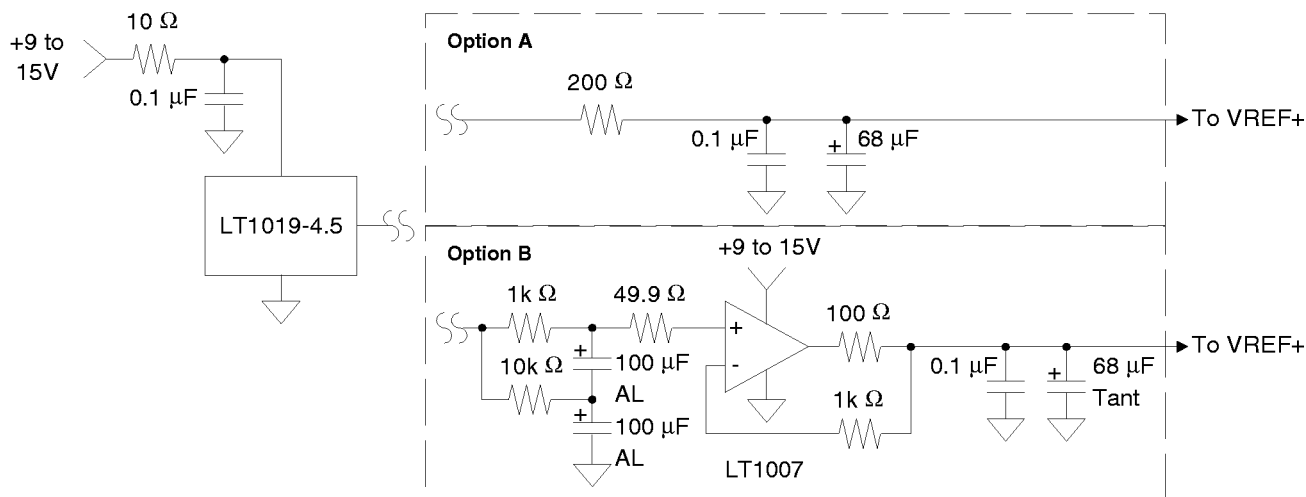 +9 to
15V
10 Ω
0.1 µF
LT1019-4.5
Option A
200 Ω
0.1 µF
68 µF
To VREF+
Option B
+9 to 15V
1k Ω
49.9 Ω
100 Ω
+
-
+
100 µF
AL
10k Ω
+
100 µF
AL
1k Ω
LT1007
0.1 µF
+
68 µF
Tant
To VREF+
+